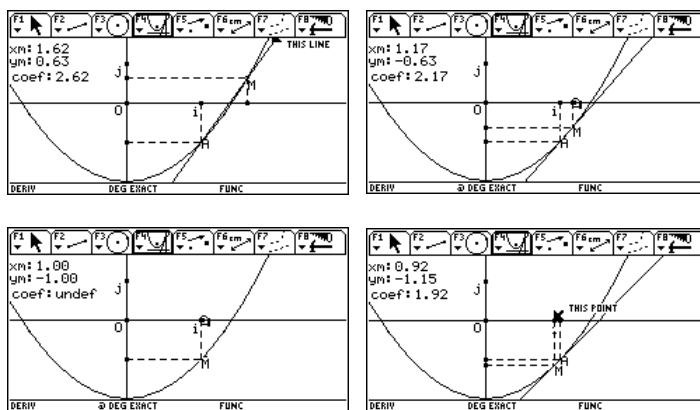 F1 F2 F3 F4 F5 F6cm F7 F8
xm:1.62
ym:0.63
coef:2.62
THIS LINE
j
M
O
i
A
DERIV DEG EXACT FUNC
F1 F2 F3 F4 F5 F6cm F7 F8
xm:1.17
ym:-0.63
coef:2.17
j
O
i
M
A
DERIV DEG EXACT FUNC
F1 F2 F3 F4 F5 F6cm F7 F8
xm:1.00
ym:-1.00
coef:undef
j
O
i
M
DERIV DEG EXACT FUNC
F1 F2 F3 F4 F5 F6cm F7 F8
xm:0.92
ym:-1.15
coef:1.92
j
THIS POINT
O
A
M
DERIV DEG EXACT FUNC